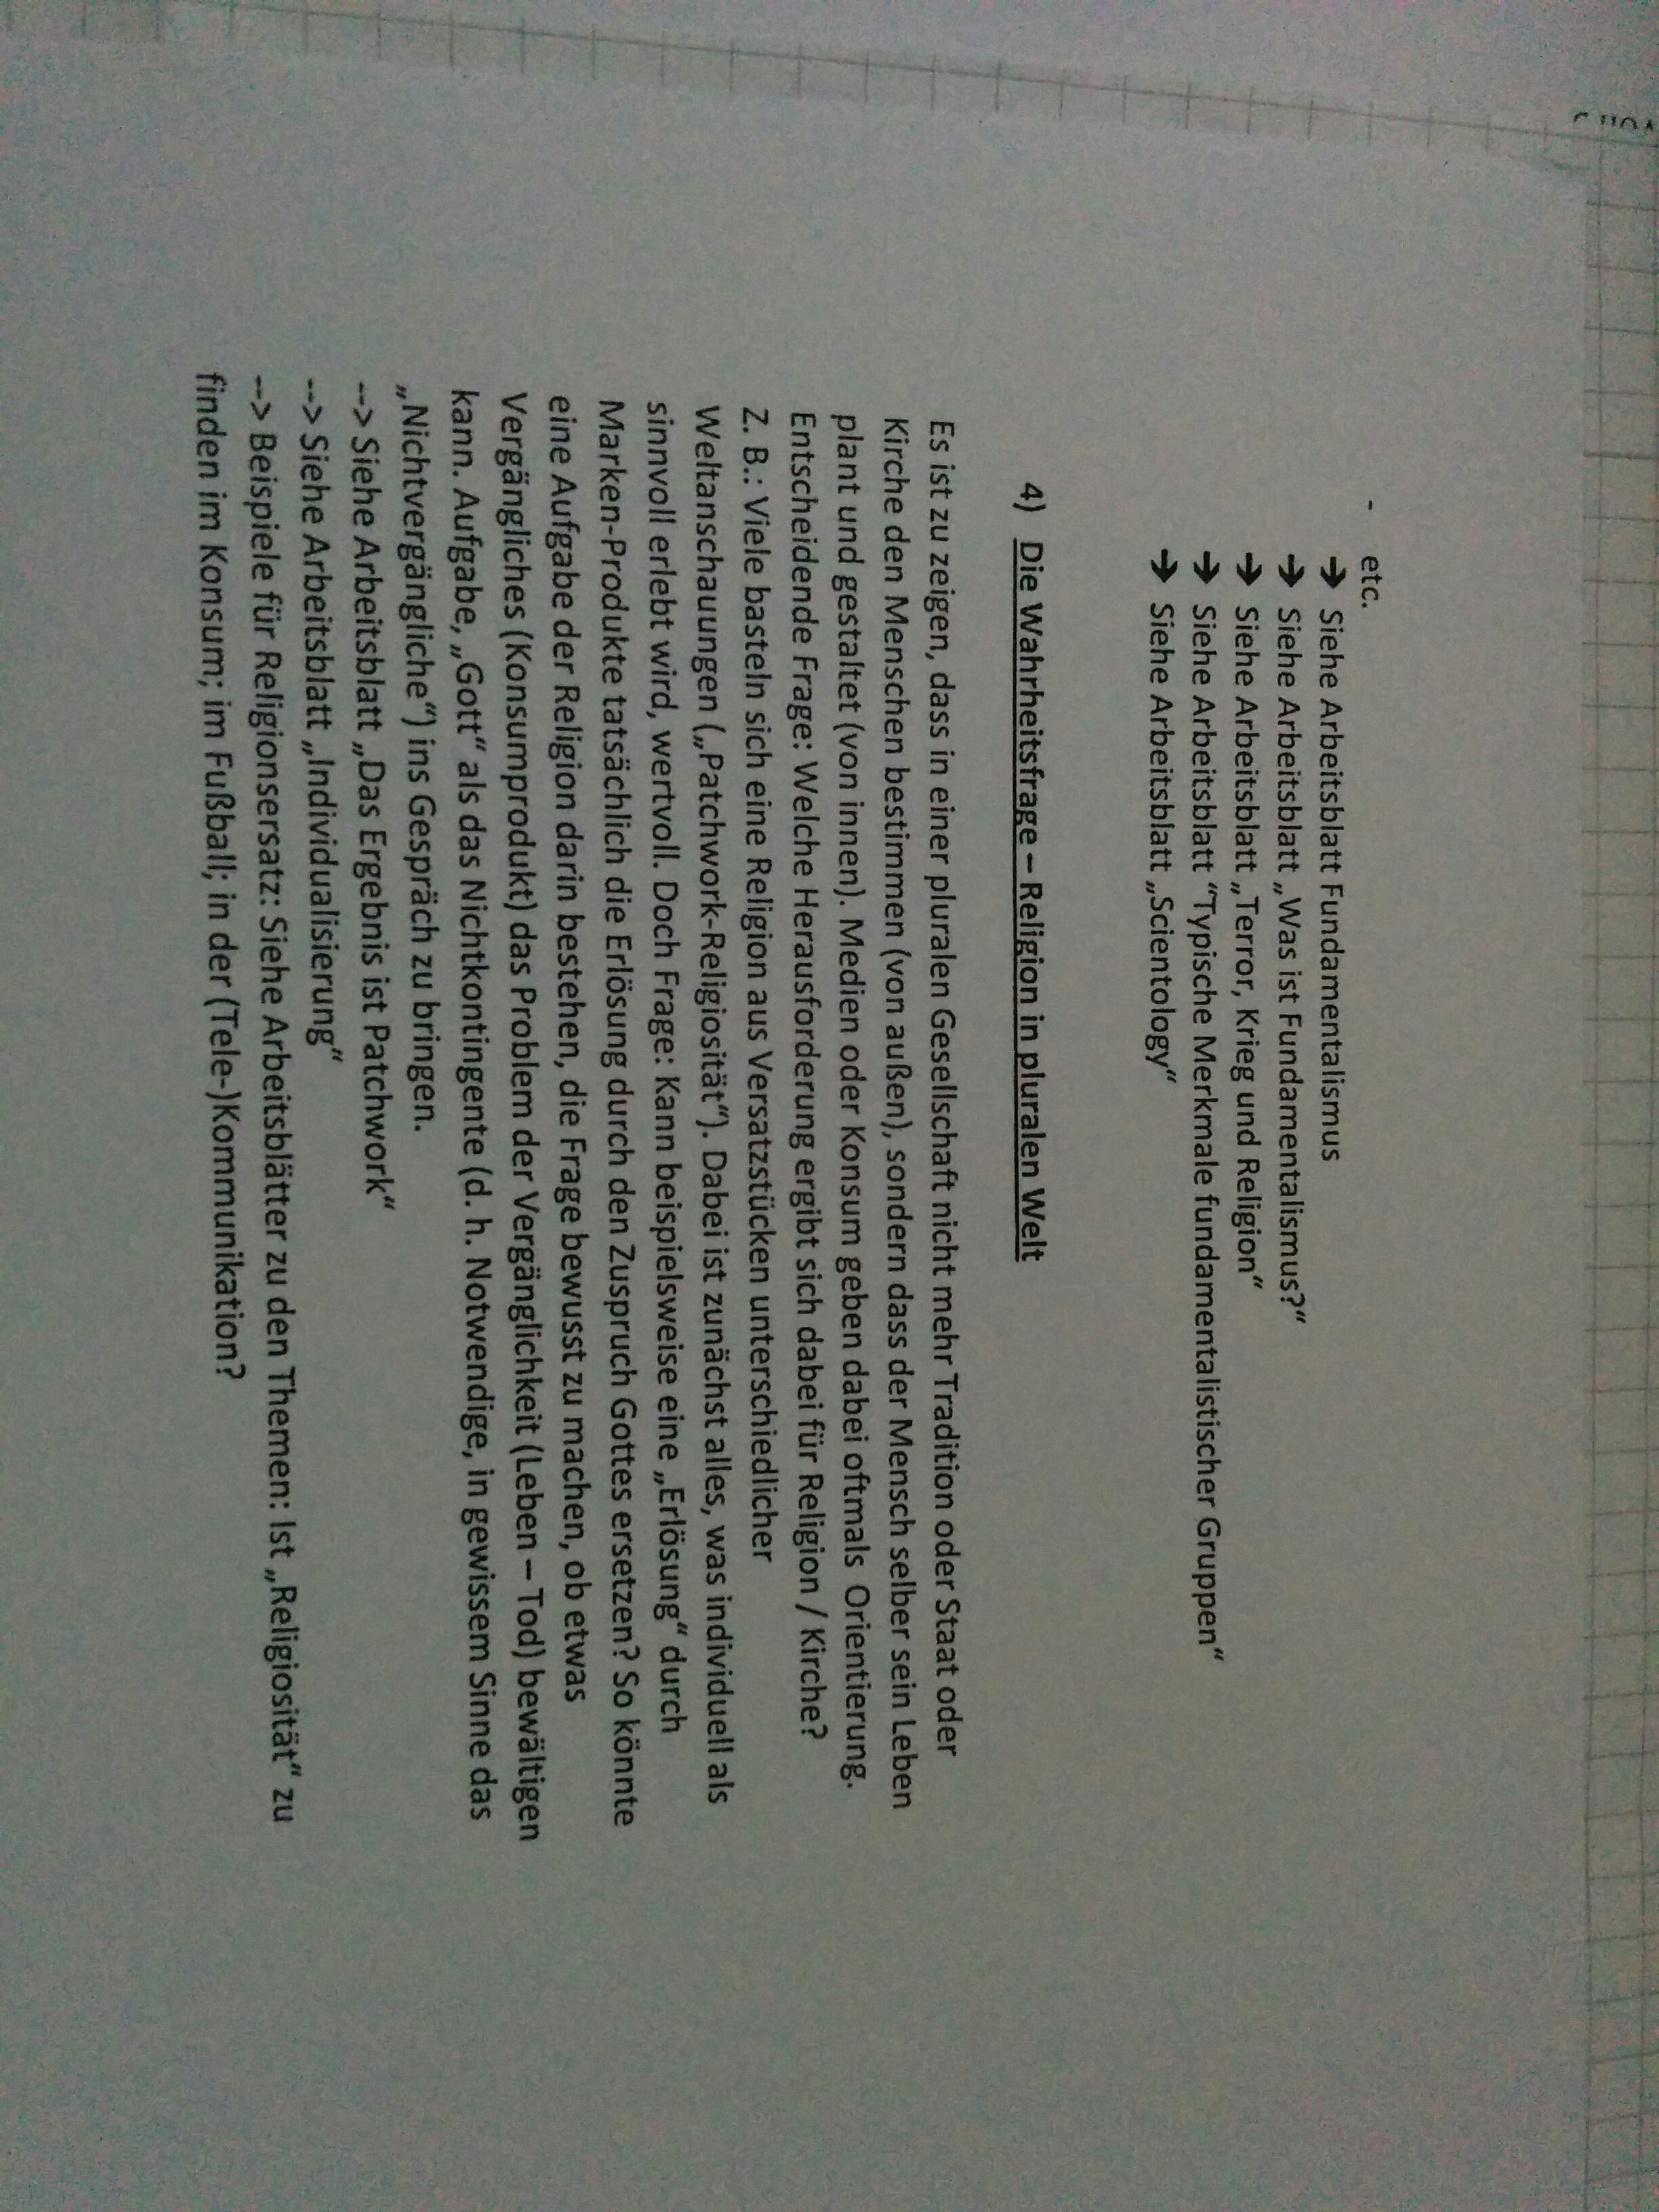 - etc.
➔ Siehe Arbeitsblatt Fundamentalismus
➔ Siehe Arbeitsblatt „Was ist Fundamentalismus?“
➔ Siehe Arbeitsblatt „Terror, Krieg und Religion“
➔ Siehe Arbeitsblatt “Typische Merkmale fundamentalistischer Gruppen“
➔ Siehe Arbeitsblatt „Scientology“
4) Die Wahrheitsfrage – Religion in pluralen Welt
Es ist zu zeigen, dass in einer pluralen Gesellschaft nicht mehr Tradition oder Staat oder
Kirche den Menschen bestimmen (von außen), sondern dass der Mensch selber sein Leben
plant und gestaltet (von innen). Medien oder Konsum geben dabei oftmals Orientierung.
Entscheidende Frage: Welche Herausforderung ergibt sich dabei für Religion / Kirche?
Z. B.: Viele basteln sich eine Religion aus Versatzstücken unterschiedlicher
Weltanschauungen („Patchwork-Religiosität“). Dabei ist zunächst alles, was individuell als
sinnvoll erlebt wird, wertvoll. Doch Frage: Kann beispielsweise eine „Erlösung“ durch
Marken-Produkte tatsächlich die Erlösung durch den Zuspruch Gottes ersetzen? So könnte
eine Aufgabe der Religion darin bestehen, die Frage bewusst zu machen, ob etwas
Vergängliches (Konsumprodukt) das Problem der Vergänglichkeit (Leben – Tod) bewältigen
kann. Aufgabe, „Gott“ als das Nichtkontingente (d. h. Notwendige, in gewissem Sinne das
„Nichtvergängliche“) ins Gespräch zu bringen.
--> Siehe Arbeitsblatt „Das Ergebnis ist Patchwork“
--> Siehe Arbeitsblatt „Individualisierung“
--> Beispiele für Religionsersatz: Siehe Arbeitsblätter zu den Themen: Ist „Religiosität“ zu
finden im Konsum; im Fußball; in der (Tele-)Kommunikation?